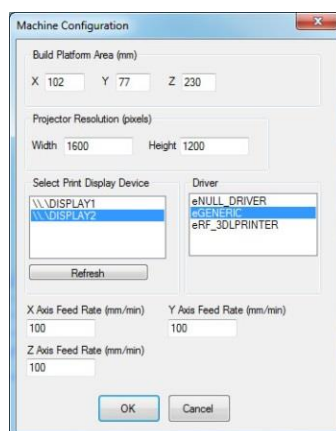 Machine Configuration
Build Platform Area (mm)
X 102 Y 77 Z 230
Projector Resolution (pixels)
Width 1600 Height 1200
Select Print Display Device
\\.\DISPLAY1
\\.\DISPLAY2
Refresh
Driver
eNULL_DRIVER
eGENERIC
eRF_3DLPRINTER
X Axis Feed Rate (mm/min) Y Axis Feed Rate (mm/min)
100 100
Z Axis Feed Rate (mm/min)
100
OK Cancel